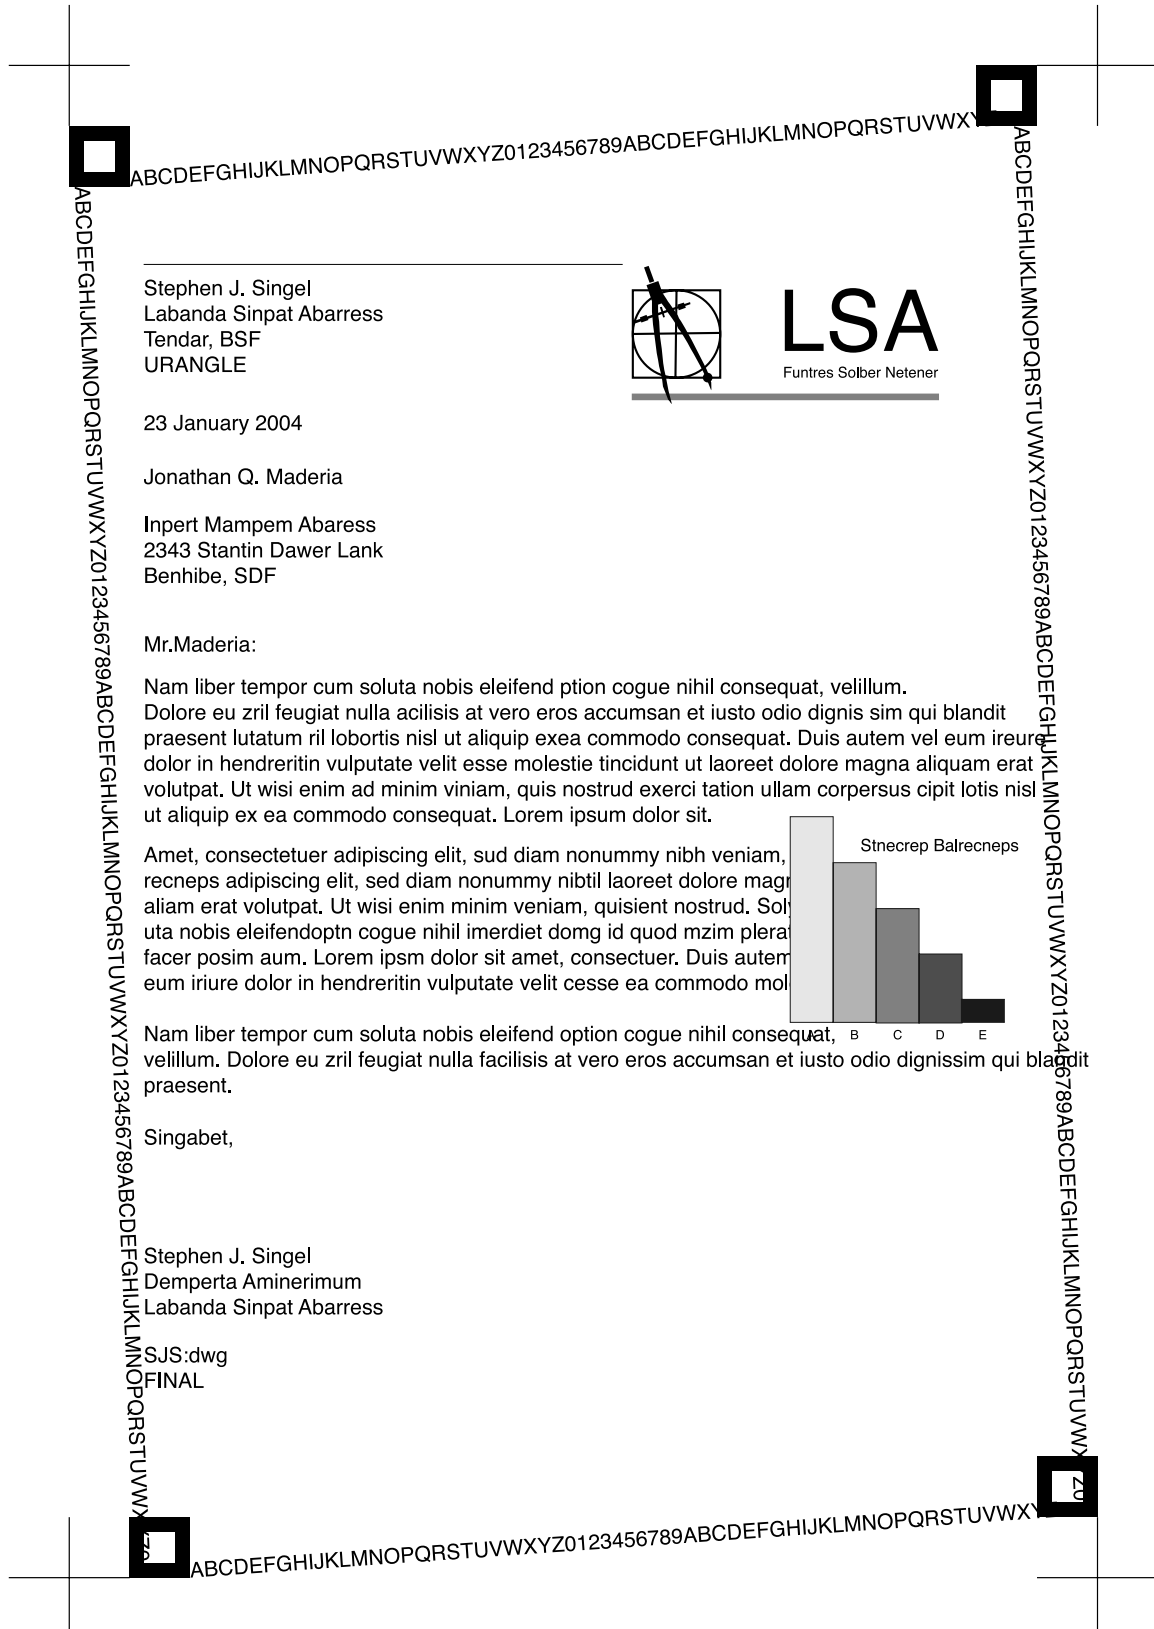 ABCDEFGHIJKLMNOPQRSTUVWXYZ0123456789ABCDEFGHIJKLMNOPQRSTUVWXY
ABCDEFGHIJKLMNOPQRSTUVWXYZ0123456789ABCDEFGHIJKLMNOPQRSTUVWXYZ0123456789ABCDEFGHIJKLMNOPQRSTUVWX
ABCDEFGHIJKLMNOPQRSTUVWXYZ0123456789ABCDEFGHIJKLMNOPQRSTUVWXYZ0123456789ABCDEFGHIJKLMNOPQRSTUVWX Z0
Stephen J. Singel
Labanda Sinpat Abarress
Tendar, BSF
URANGLE
LSA
Funtres Solber Netener
23 January 2004
Jonathan Q. Maderia
Inpert Mampem Abaress
2343 Stantin Dawer Lank
Benhibe, SDF
Mr.Maderia:
Nam liber tempor cum soluta nobis eleifend ption cogue nihil consequat, velillum.
Dolore eu zril feugiat nulla acilisis at vero eros accumsan et iusto odio dignis sim qui blandit
praesent lutatum ril lobortis nisl ut aliquip exea commodo consequat. Duis autem vel eum ireure
dolor in hendreritin vulputate velit esse molestie tincidunt ut laoreet dolore magna aliquam erat
volutpat. Ut wisi enim ad minim viniam, quis nostrud exerci tation ullam corpersus cipit lotis nisl
ut aliquip ex ea commodo consequat. Lorem ipsum dolor sit.
Amet, consectetuer adipiscing elit, sud diam nonummy nibh veniam,
recneps adipiscing elit, sed diam nonummy nibtil laoreet dolore
aliam erat volutpat. Ut wisi enim minim veniam, quisient nostrud.
uta nobis eleifendoptn cogue nihil imerdiet domg id quod mzim
facer posim aum. Lorem ipsm dolor sit amet, consectuer. Duis autem
eum iriure dolor in hendreritin vulputate velit cesse ea commodo
Stnecrep Balrecneps
A B C D E
Nam liber tempor cum soluta nobis eleifend option cogue nihil consequat,
velillum. Dolore eu zril feugiat nulla facilisis at vero eros accumsan et iusto odio dignissim qui blandit
praesent.
Singabet,
Stephen J. Singel
Demperta Aminerimum
Labanda Sinpat Abarress
SJS:dwg
FINAL
ABCDEFGHIJKLMNOPQRSTUVWXYZ0123456789ABCDEFGHIJKLMNOPQRSTUVWXY